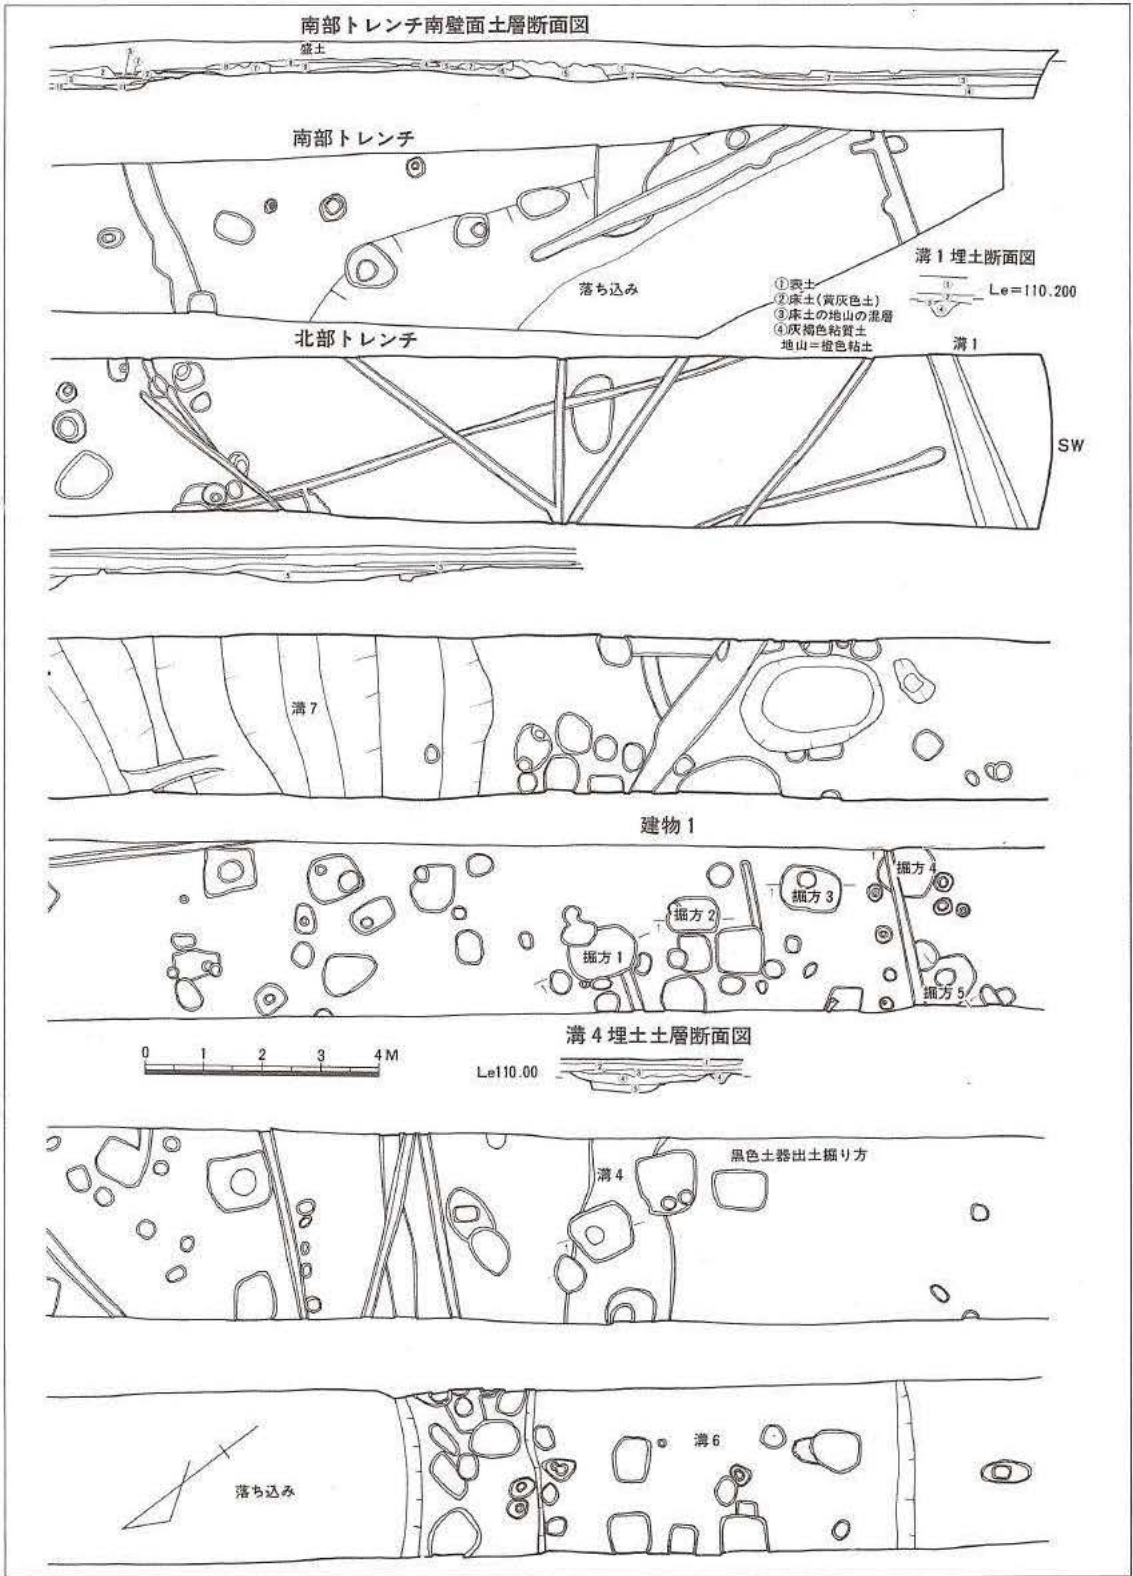 南部トレンチ南壁面土層断面図
盛土
南部トレンチ
落ち込み
溝1埋土断面図
Le=110.200
①表土
②床土(黄灰色土)
③床土の地山の混層
④灰褐色粘質土
地山=橙色粘土
北部トレンチ
溝1
SW
溝7
建物1
掘方1
掘方2
掘方3
掘方4
掘方5
0 1 2 3 4M
溝4埋土土層断面図
Le110.00
溝4
黒色土器出土掘り方
落ち込み
溝6